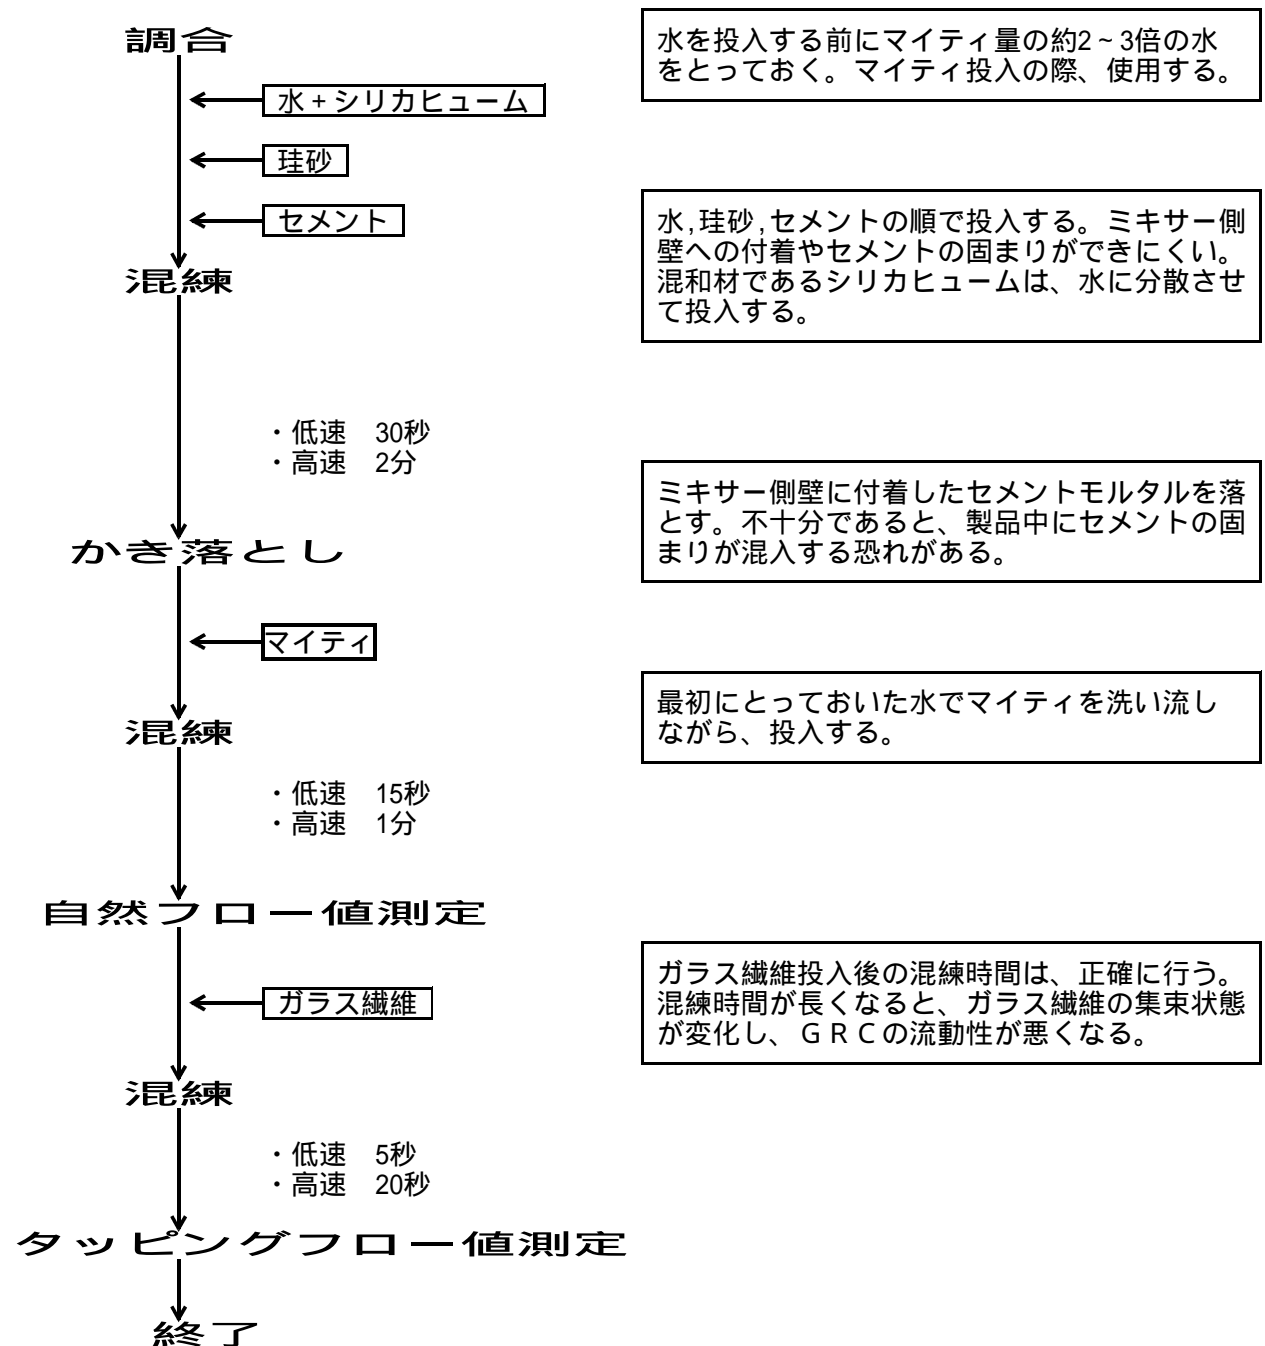 調合
水を投入する前にマイティ量の約2~3倍の水
をとっておく。マイティ投入の際、使用する。
水+シリカヒューム
珪砂
セメント
水,珪砂,セメントの順で投入する。ミキサー側
壁への付着やセメントの固まりができにくい。
混和材であるシリカヒュームは、水に分散させ
て投入する。
混練
・低速 30秒
・高速 2分
ミキサー側壁に付着したセメントモルタルを落
とす。不十分であると、製品中にセメントの固
まりが混入する恐れがある。
かき落とし
マイティ
最初にとっておいた水でマイティを洗い流し
ながら、投入する。
混練
・低速 15秒
・高速 1分
自然フロー値測定
ガラス繊維投入後の混練時間は、正確に行う。
混練時間が長くなると、ガラス繊維の集束状態
が変化し、GRCの流動性が悪くなる。
ガラス繊維
混練
・低速 5秒
・高速 20秒
タッピングフロー値測定
終了